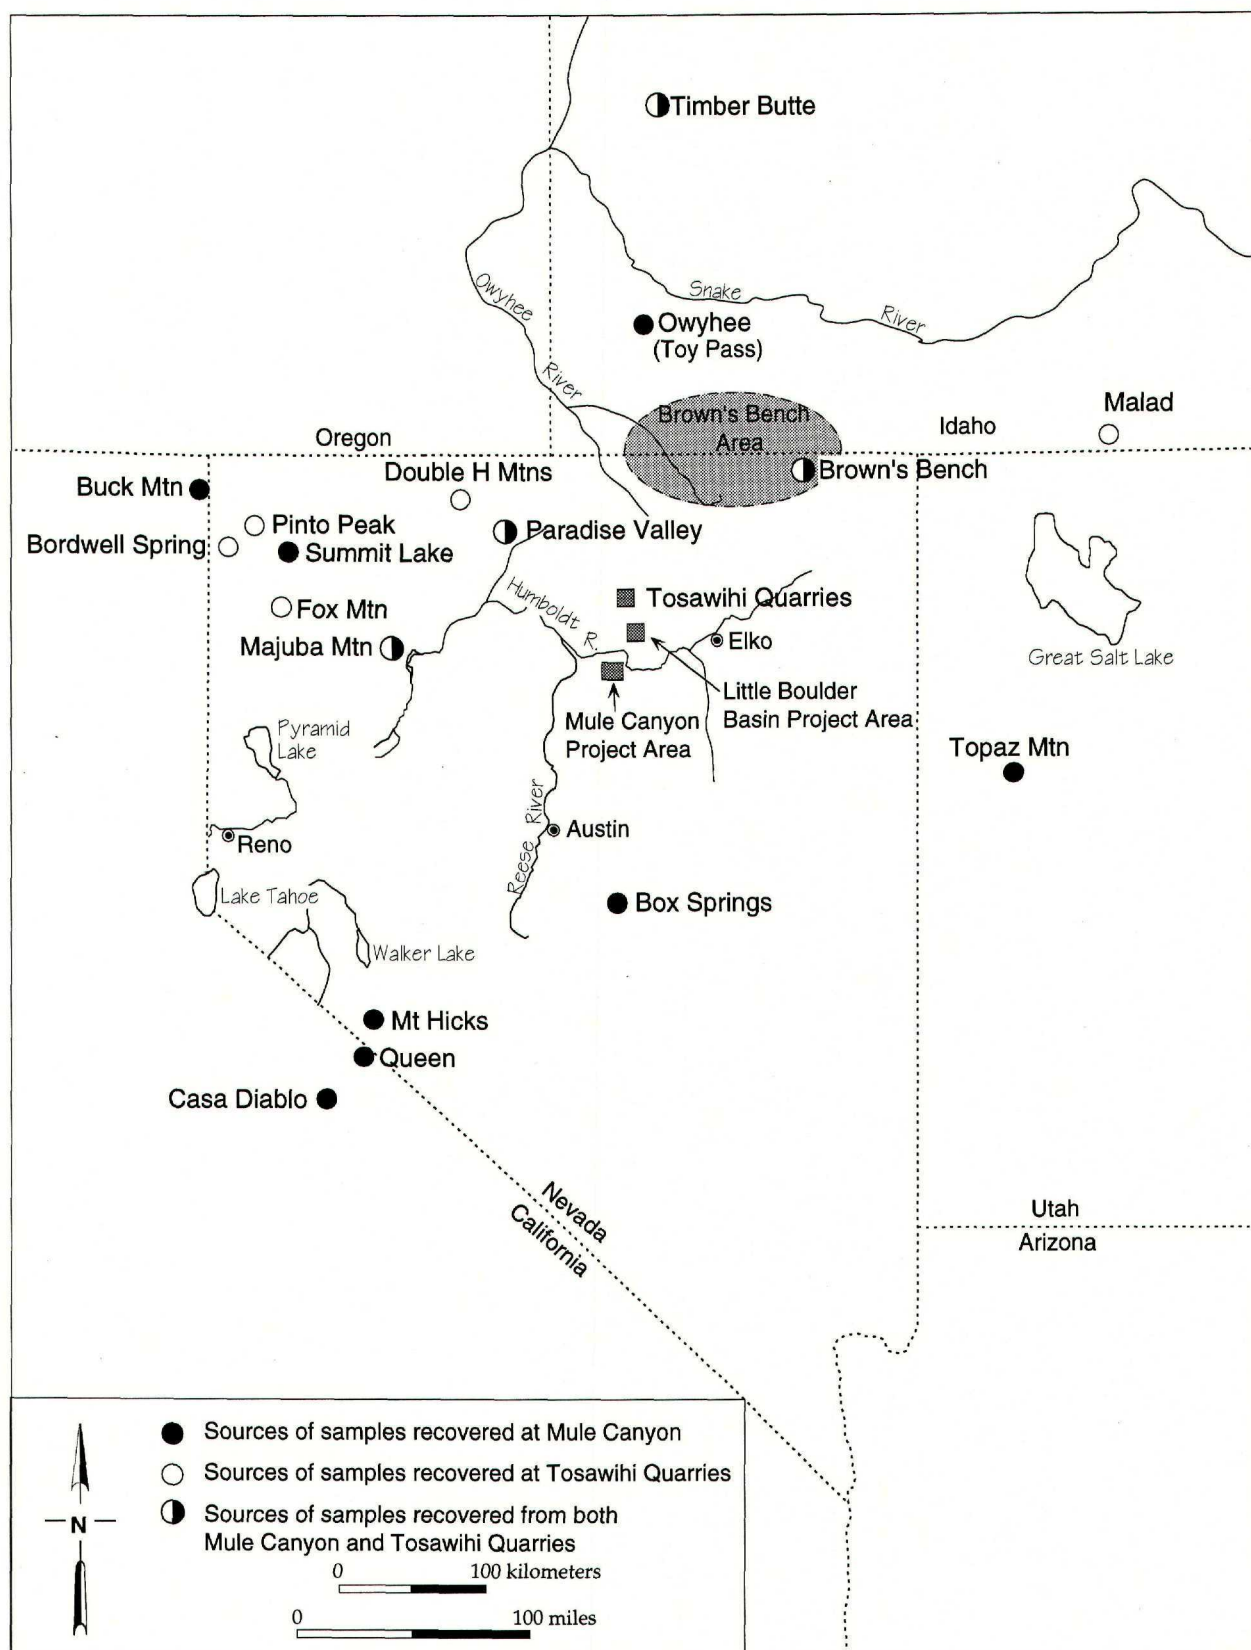 Timber Butte
Owyhee
River
Snake
River
Owyhee
(Toy Pass)
Brown's Bench
Area
Malad
Oregon
Idaho
Buck Mtn
Double H Mtns
Brown's Bench
Pinto Peak
Bordwell Spring
Summit Lake
Paradise Valley
Fox Mtn
Humboldt R.
Tosawihi Quarries
Majuba Mtn
Elko
Great Salt Lake
Little Boulder
Basin Project Area
Mule Canyon
Project Area
Pyramid
Lake
Topaz Mtn
Reese River
Reno
Austin
Lake Tahoe
Box Springs
Walker Lake
Mt Hicks
Queen
Casa Diablo
Nevada
California
Utah
Arizona
Sources of samples recovered at Mule Canyon
Sources of samples recovered at Tosawihi Quarries
Sources of samples recovered from both
Mule Canyon and Tosawihi Quarries
N
0 100 kilometers
0 100 miles